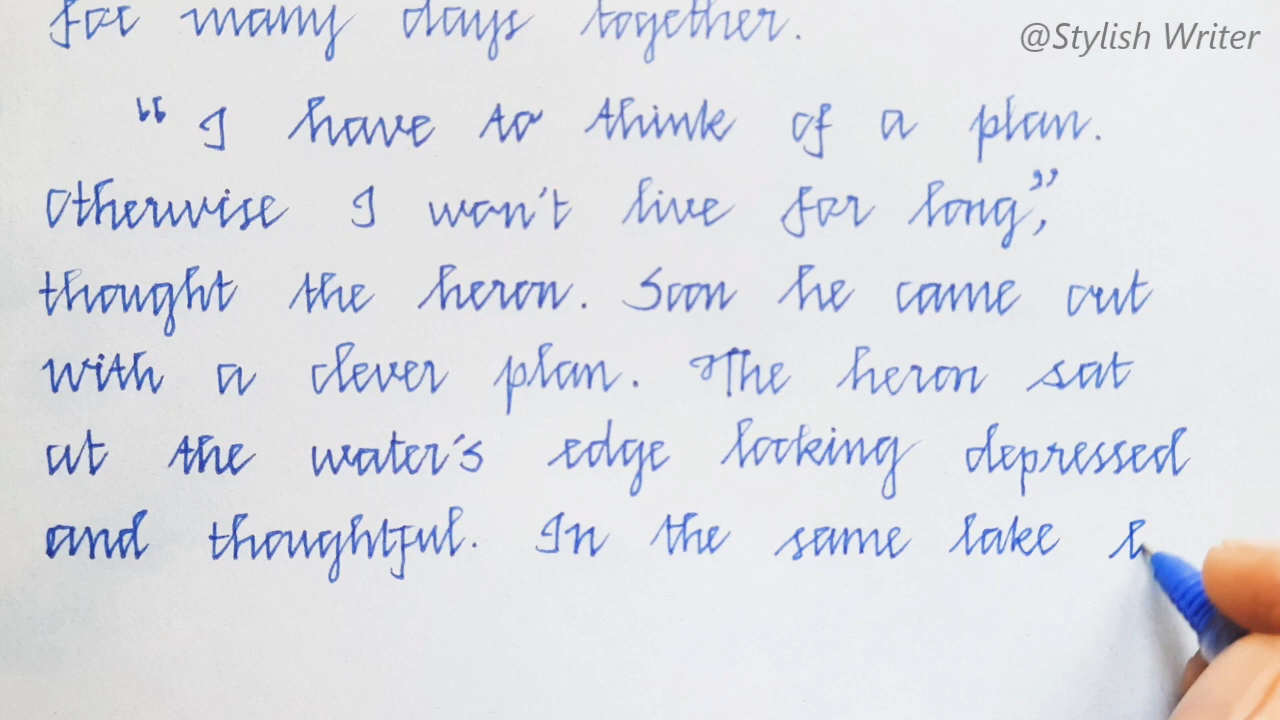 for many days together.
@Stylish Writer
“ I have to think of a plan.
Otherwise I won't live for long”,
thought the heron. Soon he came out
with a clever plan. The heron sat
at the water's edge looking depressed
and thoughtful. In the same lake